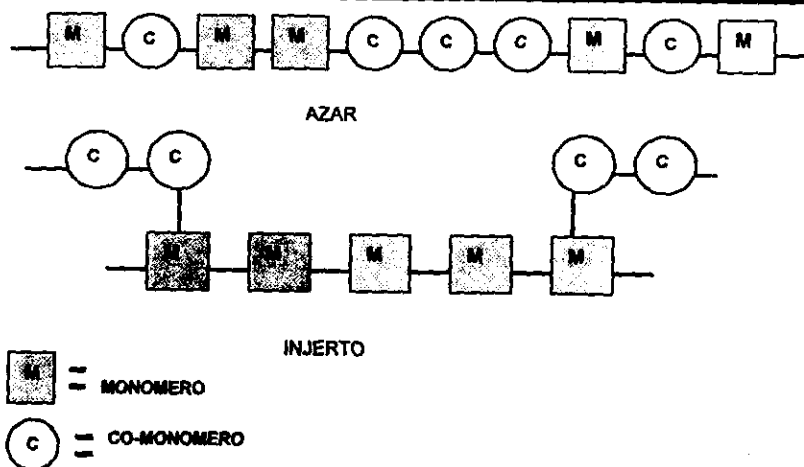 M C M M C C C M C M
AZAR
C C C C
M M M M M
INJERTO
M = MONOMERO
C = CO-MONOMERO